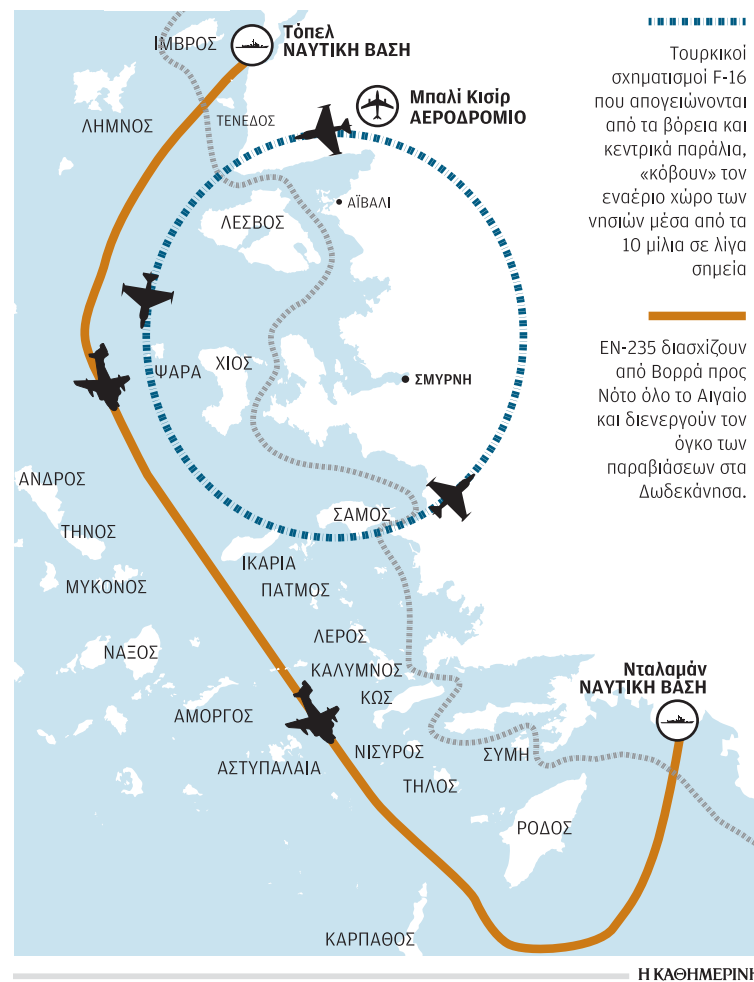 Τόπελ
ΝΑΥΤΙΚΗ ΒΑΣΗ
ΙΜΒΡΟΣ
Μπαλί Κισίρ
ΑΕΡΟΔΡΟΜΙΟ
ΛΗΜΝΟΣ
ΤΕΝΕΔΟΣ
ΑΪΒΑΛΙ
ΛΕΣΒΟΣ
ΨΑΡΑ
ΧΙΟΣ
ΣΜΥΡΝΗ
ΑΝΔΡΟΣ
ΤΗΝΟΣ
ΣΑΜΟΣ
ΙΚΑΡΙΑ
ΜΥΚΟΝΟΣ
ΠΑΤΜΟΣ
ΛΕΡΟΣ
ΝΑΞΟΣ
ΚΑΛΥΜΝΟΣ
ΚΩΣ
ΑΜΟΡΓΟΣ
Νταλαμάν
ΝΑΥΤΙΚΗ ΒΑΣΗ
ΝΙΣΥΡΟΣ
ΣΥΜΗ
ΑΣΤΥΠΑΛΑΙΑ
ΤΗΛΟΣ
ΡΟΔΟΣ
ΚΑΡΠΑΘΟΣ
Τουρκικοί
σχηματισμοί F-16
που απογειώνονται
από τα βόρεια και
κεντρικά παράλια,
«κόβουν» τον
εναέριο χώρο των
νησιών μέσα από τα
10 μίλια σε λίγα
σημεία
ΕΝ-235 διασχίζουν
από Βορρά προς
Νότο όλο το Αιγαίο
και διενεργούν τον
όγκο των
παραβιάσεων στα
Δωδεκάνησα.
Η ΚΑΘΗΜΕΡΙΝΗ